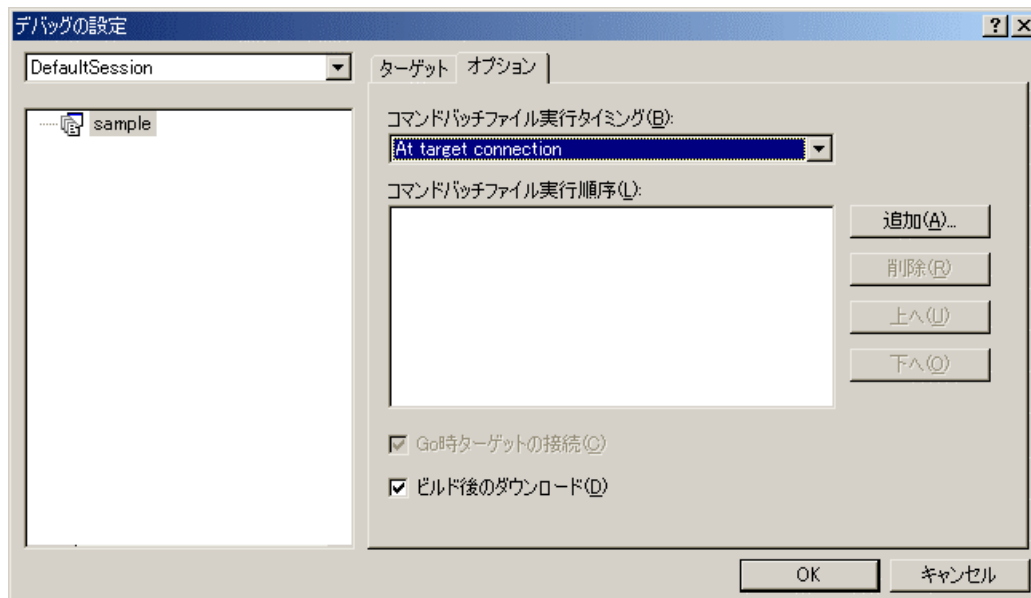 デバッグの設定
DefaultSession
sample
ターゲット オプション
コマンドバッチファイル実行タイミング(B):
At target connection
コマンドバッチファイル実行順序(L):
追加(A)...
削除(R)
上へ(U)
下へ(O)
Go時ターゲットの接続(C)
ビルド後のダウンロード(D)
OK キャンセル